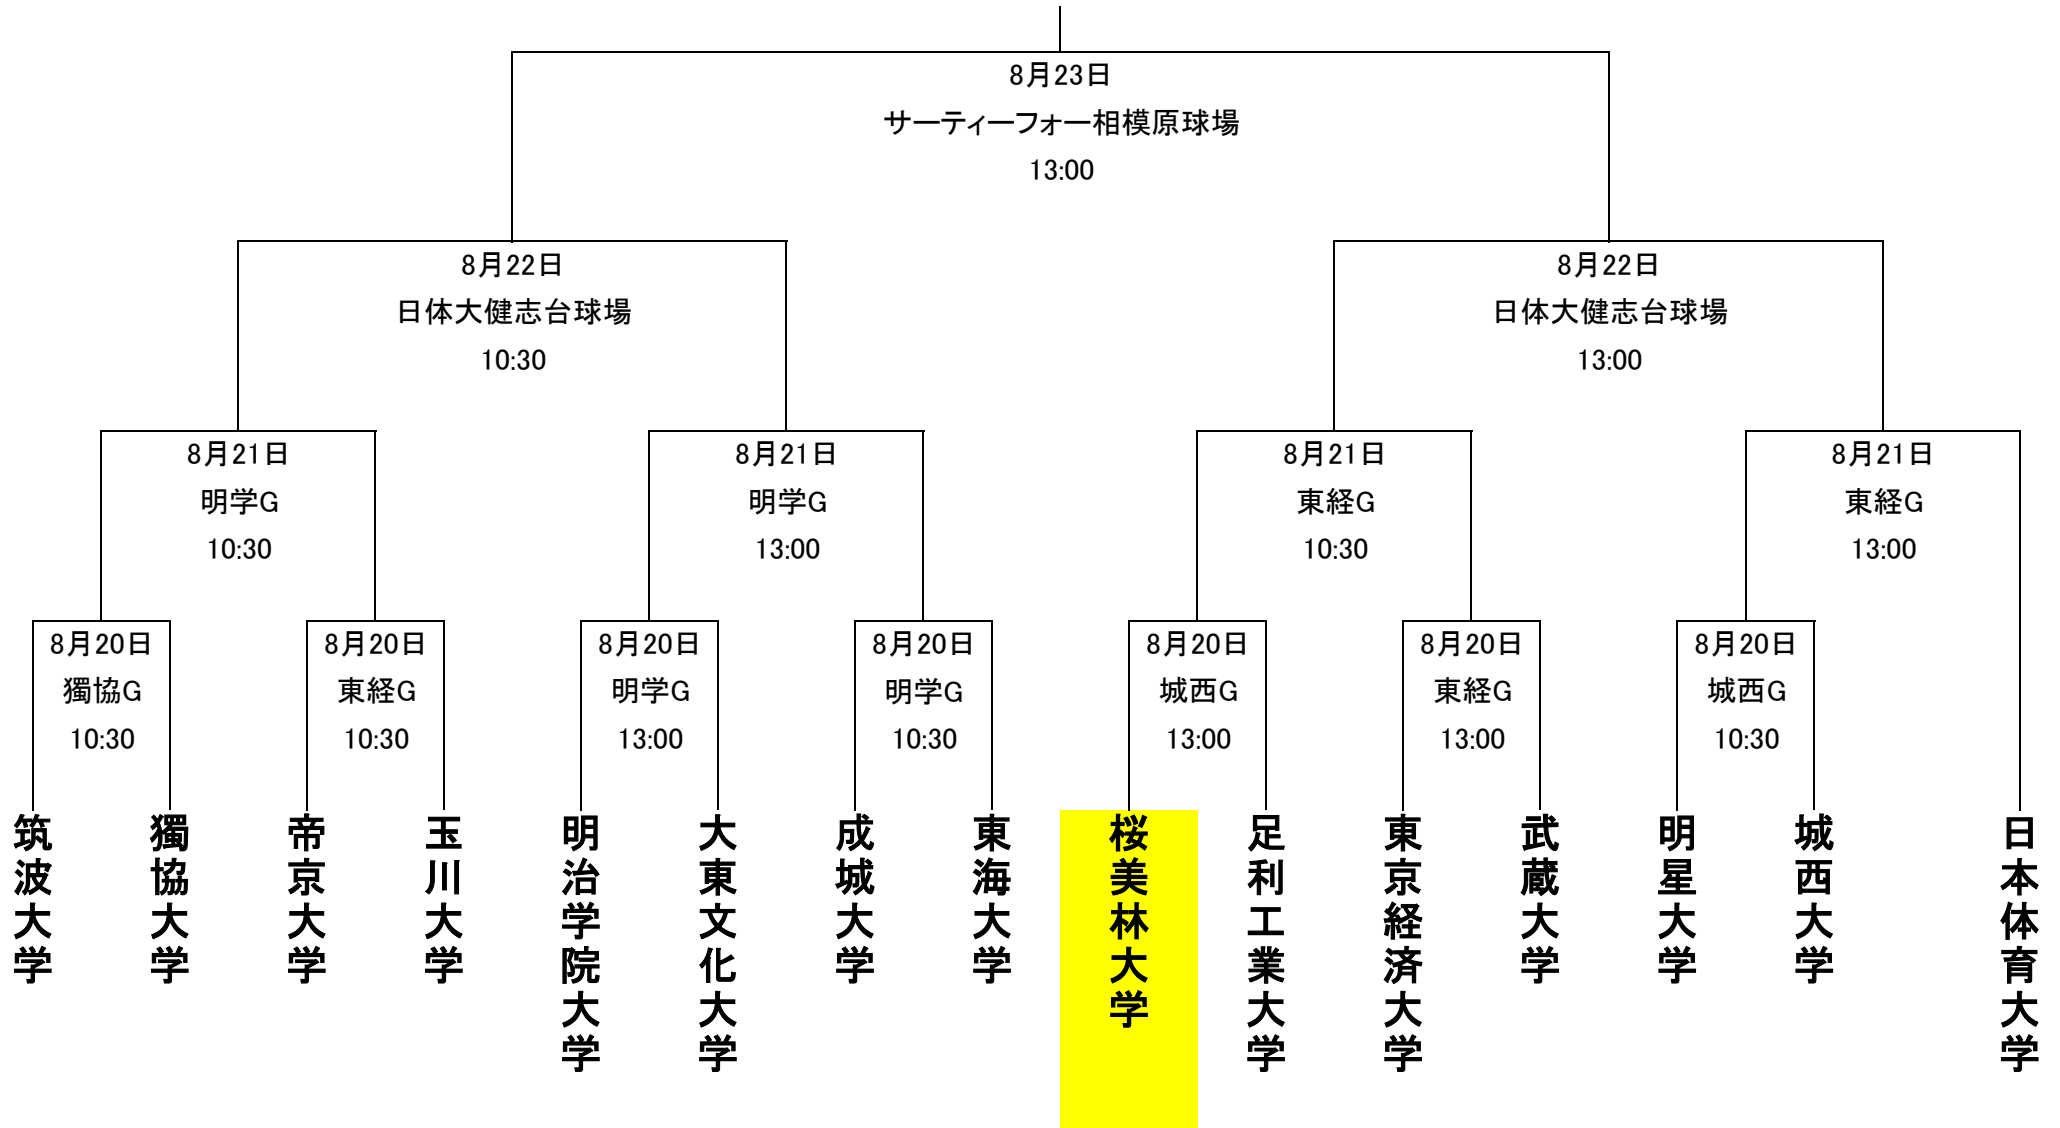 8月23日
サーティーフォー相模原球場
13:00
8月22日
日体大健志台球場
10:30
8月22日
日体大健志台球場
13:00
8月21日
明学G
10:30
8月21日
明学G
13:00
8月21日
東経G
10:30
8月21日
東経G
13:00
8月20日
獨協G
10:30
8月20日
東経G
10:30
8月20日
明学G
13:00
8月20日
明学G
10:30
8月20日
城西G
13:00
8月20日
東経G
13:00
8月20日
城西G
10:30
筑波大学
獨協大学
帝京大学
玉川大学
明治学院大学
大東文化大学
成城大学
東海大学
桜美林大学
足利工業大学
東京経済大学
武蔵大学
明星大学
城西大学
日本体育大学